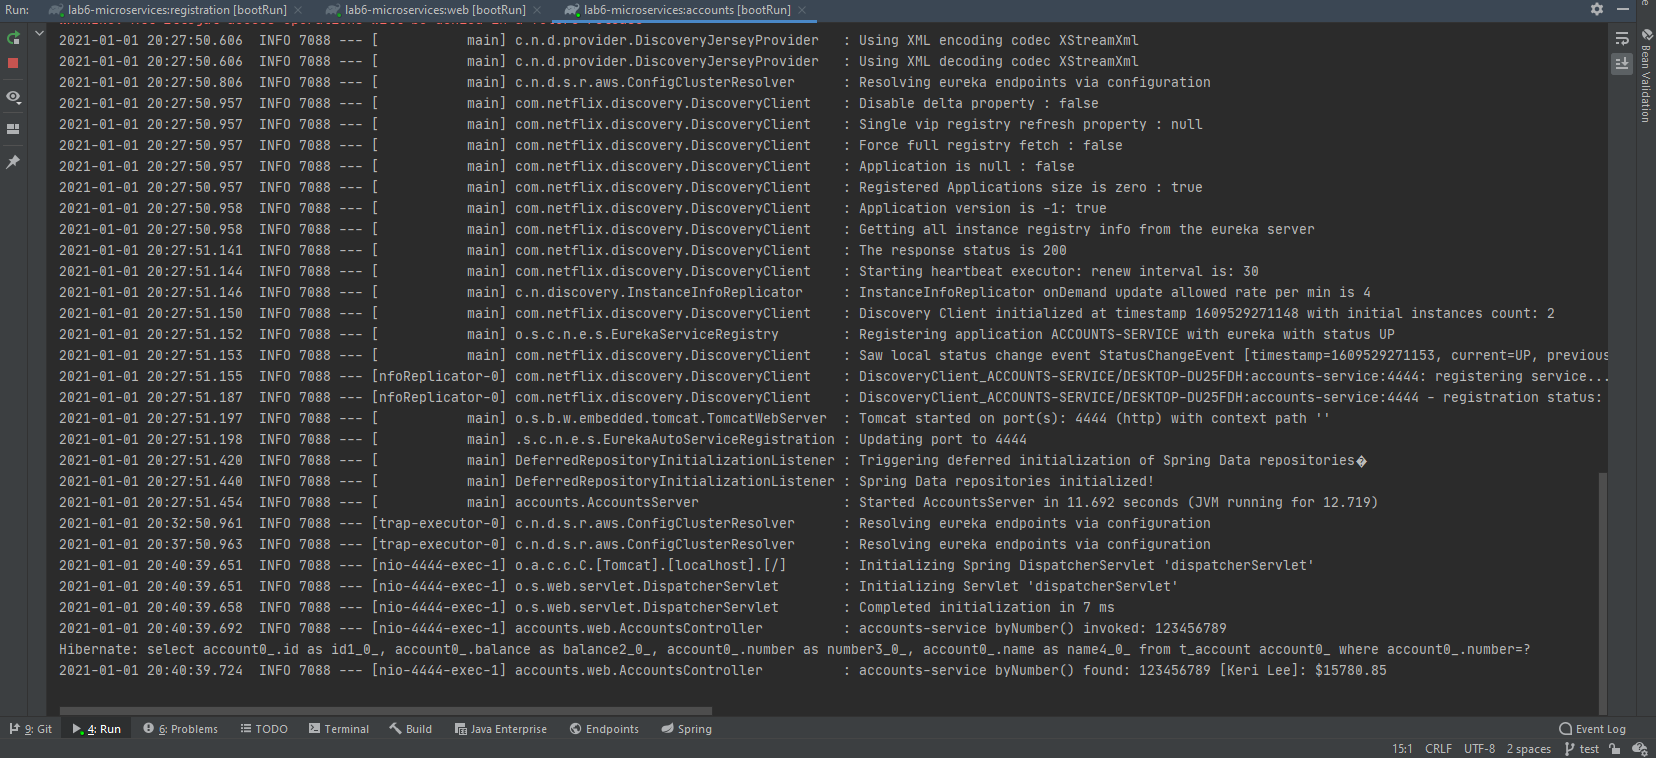 Run: lab6-microservices:registration [bootRun] lab6-microservices:web [bootRun] lab6-microservices:accounts [bootRun]
2021-01-01 20:27:50.606  INFO 7088 --- [           main] c.n.d.provider.DiscoveryJerseyProvider   : Using XML encoding codec XStreamXml
2021-01-01 20:27:50.606  INFO 7088 --- [           main] c.n.d.provider.DiscoveryJerseyProvider   : Using XML decoding codec XStreamXml
2021-01-01 20:27:50.806  INFO 7088 --- [           main] c.n.d.s.r.aws.ConfigClusterResolver      : Resolving eureka endpoints via configuration
2021-01-01 20:27:50.957  INFO 7088 --- [           main] com.netflix.discovery.DiscoveryClient    : Disable delta property : false
2021-01-01 20:27:50.957  INFO 7088 --- [           main] com.netflix.discovery.DiscoveryClient    : Single vip registry refresh property : null
2021-01-01 20:27:50.957  INFO 7088 --- [           main] com.netflix.discovery.DiscoveryClient    : Force full registry fetch : false
2021-01-01 20:27:50.957  INFO 7088 --- [           main] com.netflix.discovery.DiscoveryClient    : Application is null : false
2021-01-01 20:27:50.957  INFO 7088 --- [           main] com.netflix.discovery.DiscoveryClient    : Registered Applications size is zero : true
2021-01-01 20:27:50.958  INFO 7088 --- [           main] com.netflix.discovery.DiscoveryClient    : Application version is -1: true
2021-01-01 20:27:50.958  INFO 7088 --- [           main] com.netflix.discovery.DiscoveryClient    : Getting all instance registry info from the eureka server
2021-01-01 20:27:51.141  INFO 7088 --- [           main] com.netflix.discovery.DiscoveryClient    : The response status is 200
2021-01-01 20:27:51.144  INFO 7088 --- [           main] com.netflix.discovery.DiscoveryClient    : Starting heartbeat executor: renew interval is: 30
2021-01-01 20:27:51.146  INFO 7088 --- [           main] c.n.discovery.InstanceInfoReplicator     : InstanceInfoReplicator onDemand update allowed rate per min is 4
2021-01-01 20:27:51.150  INFO 7088 --- [           main] com.netflix.discovery.DiscoveryClient    : Discovery Client initialized at timestamp 1609529271148 with initial instances count: 2
2021-01-01 20:27:51.152  INFO 7088 --- [           main] o.s.c.n.e.s.EurekaServiceRegistry        : Registering application ACCOUNTS-SERVICE with eureka with status UP
2021-01-01 20:27:51.153  INFO 7088 --- [           main] com.netflix.discovery.DiscoveryClient    : Saw local status change event StatusChangeEvent [timestamp=1609529271153, current=UP, previous
2021-01-01 20:27:51.155  INFO 7088 --- [nfoReplicator-0] com.netflix.discovery.DiscoveryClient    : DiscoveryClient_ACCOUNTS-SERVICE/DESKTOP-DU25FDH:accounts-service:4444: registering service...
2021-01-01 20:27:51.187  INFO 7088 --- [nfoReplicator-0] com.netflix.discovery.DiscoveryClient    : DiscoveryClient_ACCOUNTS-SERVICE/DESKTOP-DU25FDH:accounts-service:4444 - registration status:
2021-01-01 20:27:51.197  INFO 7088 --- [           main] o.s.b.w.embedded.tomcat.TomcatWebServer  : Tomcat started on port(s): 4444 (http) with context path ''
2021-01-01 20:27:51.198  INFO 7088 --- [           main] .s.c.n.e.s.EurekaAutoServiceRegistration : Updating port to 4444
2021-01-01 20:27:51.420  INFO 7088 --- [           main] DeferredRepositoryInitializationListener : Triggering deferred initialization of Spring Data repositories�
2021-01-01 20:27:51.440  INFO 7088 --- [           main] DeferredRepositoryInitializationListener : Spring Data repositories initialized!
2021-01-01 20:27:51.454  INFO 7088 --- [           main] accounts.AccountsServer                  : Started AccountsServer in 11.692 seconds (JVM running for 12.719)
2021-01-01 20:32:50.961  INFO 7088 --- [trap-executor-0] c.n.d.s.r.aws.ConfigClusterResolver      : Resolving eureka endpoints via configuration
2021-01-01 20:37:50.963  INFO 7088 --- [trap-executor-0] c.n.d.s.r.aws.ConfigClusterResolver      : Resolving eureka endpoints via configuration
2021-01-01 20:40:39.651  INFO 7088 --- [nio-4444-exec-1] o.a.c.c.C.[Tomcat].[localhost].[/]       : Initializing Spring DispatcherServlet 'dispatcherServlet'
2021-01-01 20:40:39.657  INFO 7088 --- [nio-4444-exec-1] o.s.web.servlet.DispatcherServlet        : Initializing Servlet 'dispatcherServlet'
2021-01-01 20:40:39.658  INFO 7088 --- [nio-4444-exec-1] o.s.web.servlet.DispatcherServlet        : Completed initialization in 7 ms
2021-01-01 20:40:39.692  INFO 7088 --- [nio-4444-exec-1] accounts.web.AccountsController          : accounts-service byNumber() invoked: 123456789
Hibernate: select account0_.id as id1_0_, account0_.balance as balance2_0_, account0_.number as number3_0_, account0_.name as name4_0_ from t_account account0_ where account0_.number=?
2021-01-01 20:40:39.724  INFO 7088 --- [nio-4444-exec-1] accounts.web.AccountsController          : accounts-service byNumber() found: 123456789 [Keri Lee]: $15780.85
Bean Validation
9: Git 4: Run 6: Problems TODO Terminal Build Java Enterprise Endpoints Spring Event Log
15:1 CRLF UTF-8 2 spaces test